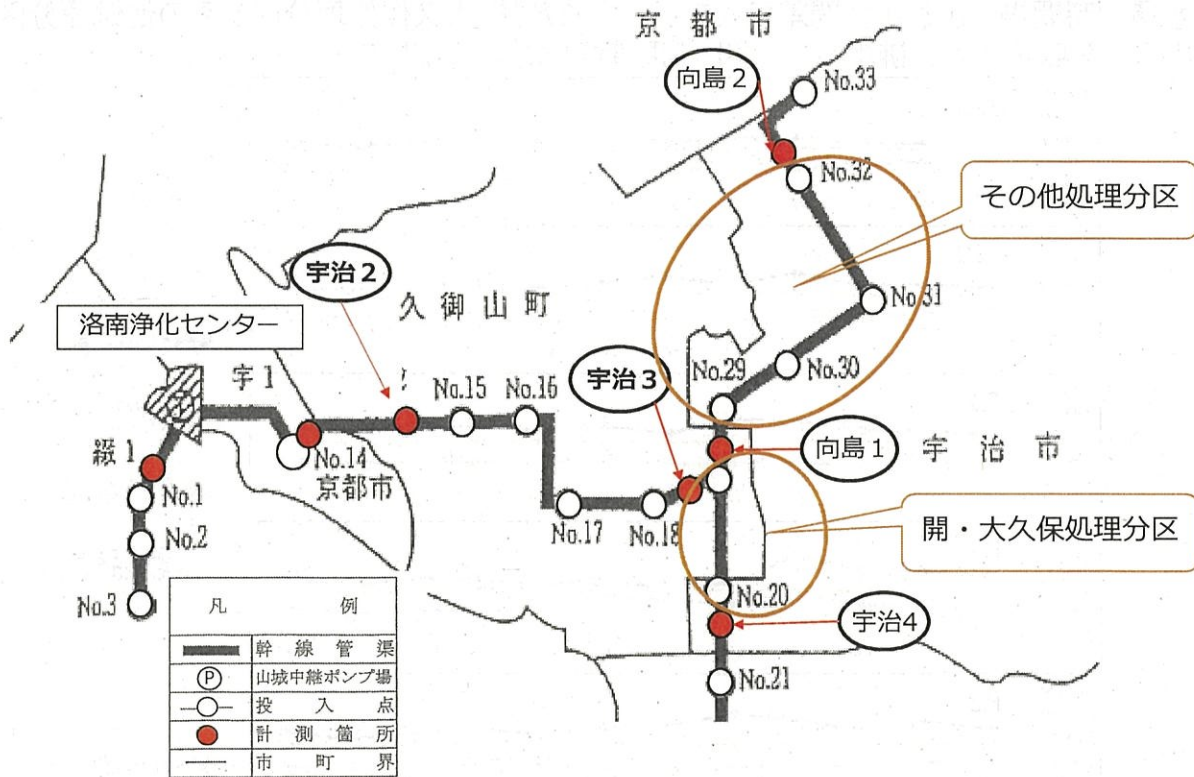 京都市
向島2
No.33
No.32
その他処理分区
宇治2
No.31
久御山町
洛南浄化センター
No.30
No.29
宇治3
宇1
No.15
No.16
綴1
No.14
京都市
向島1
宇治市
No.1
No.17
No.18
開・大久保処理分区
No.2
No.20
No.3
宇治4
No.21
凡例
幹線管渠
P
山城中継ポンプ場
投入点
計測箇所
市町界